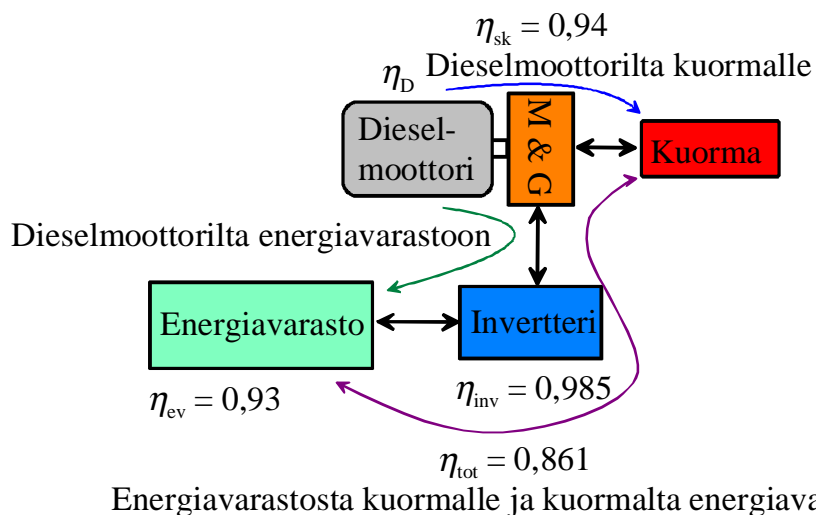 η_sk = 0,94
η_D
Dieselmoottorilta kuormalle
Diesel-
moottori
M & G
Kuorma
Dieselmoottorilta energiavarastoon
Energiavarasto
Invertteri
η_ev = 0,93
η_inv = 0,985
η_tot = 0,861
Energiavarastosta kuormalle ja kuormalta energiava